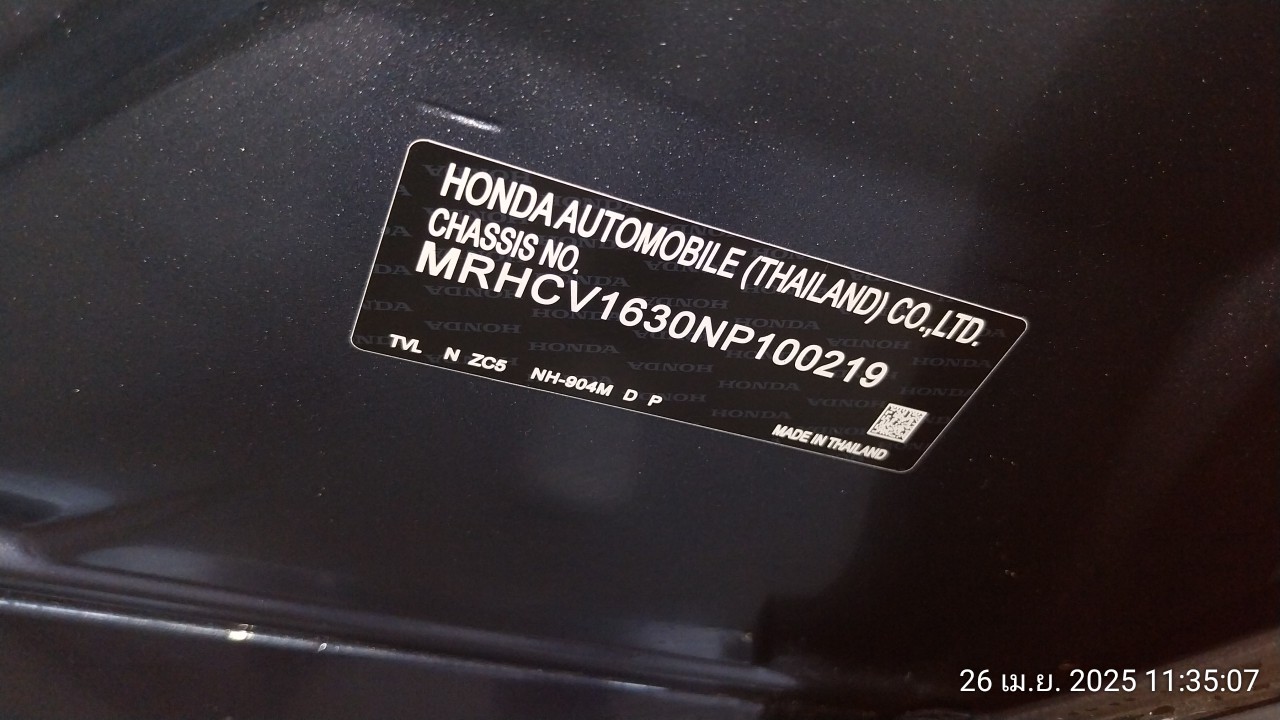 HONDA AUTOMOBILE (THAILAND) CO.,LTD.
CHASSIS NO.
MRHCV1630NP100219
TVL N ZC5 NH-904M D P
MADE IN THAILAND
26 เม.ย. 2025 11:35:07